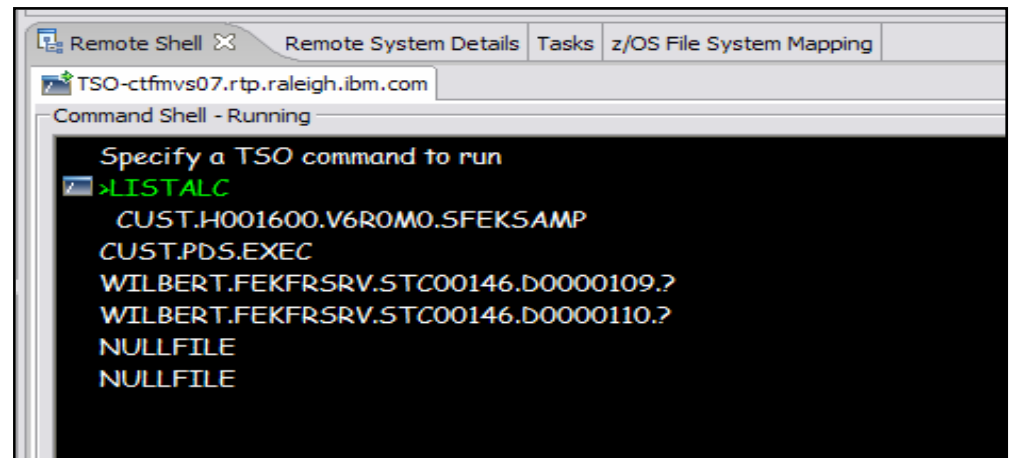 Remote Shell Remote System Details Tasks z/OS File System Mapping
TSO-ctfmvs07.rtp.raleigh.ibm.com
Command Shell - Running
Specify a TSO command to run
>LISTALC
CUST.H001600.V6R0M0.SFEKSAMP
CUST.PDS.EXEC
WILBERT.FEKFRSRV.STC00146.D0000109.?
WILBERT.FEKFRSRV.STC00146.D0000110.?
NULLFILE
NULLFILE